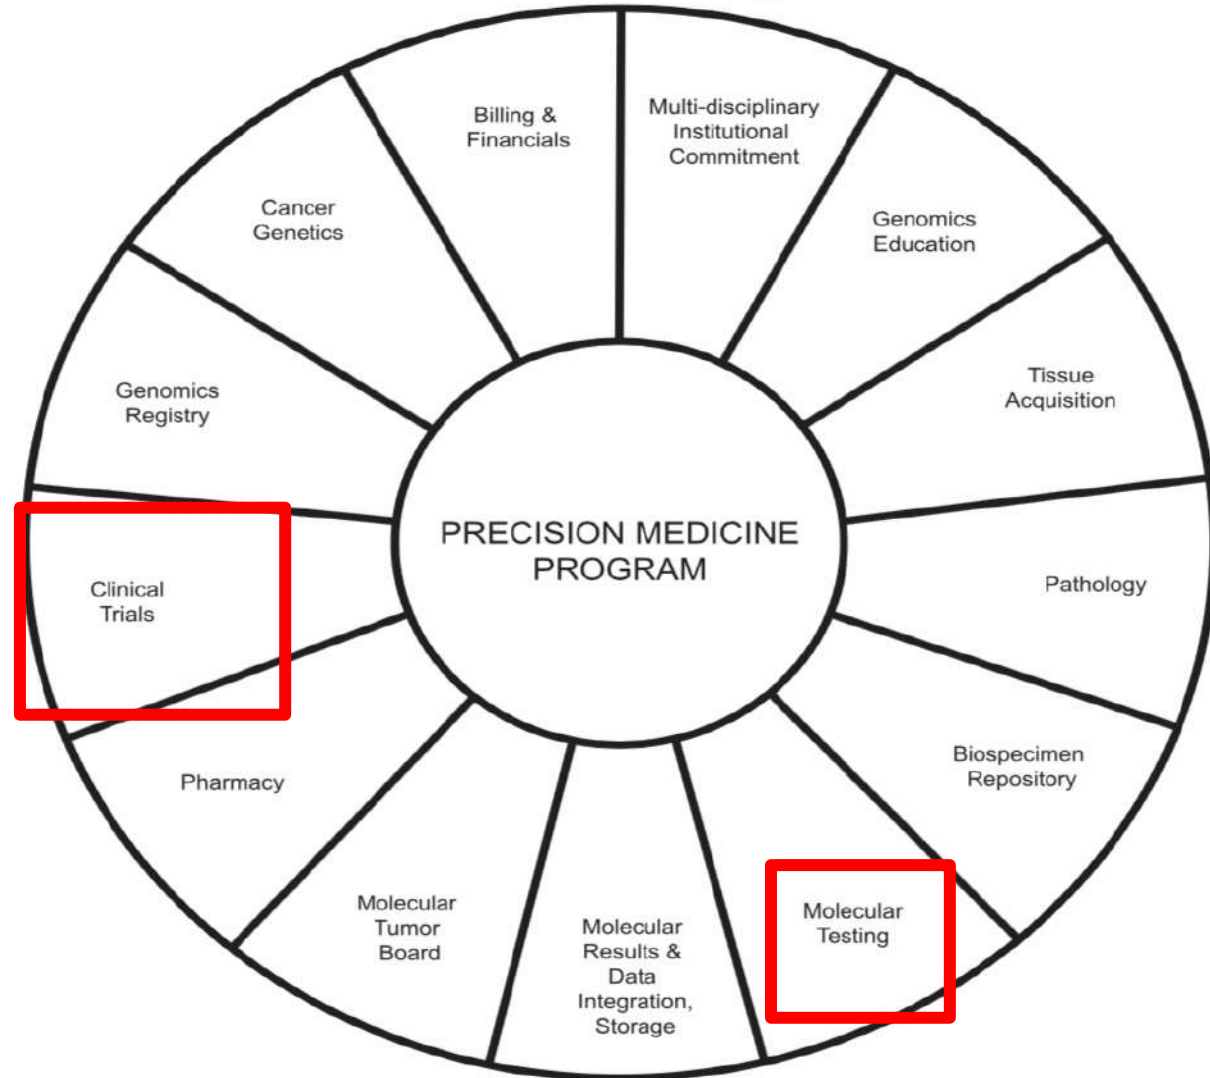 Billing &
Financials
Multi-disciplinary
Institutional
Commitment
Cancer
Genetics
Genomics
Education
Genomics
Registry
Tissue
Acquisition
PRECISION MEDICINE
PROGRAM
Clinical
Trials
Pathology
Pharmacy
Biospecimen
Repository
Molecular
Tumor
Board
Molecular
Results &
Data
Integration,
Storage
Molecular
Testing